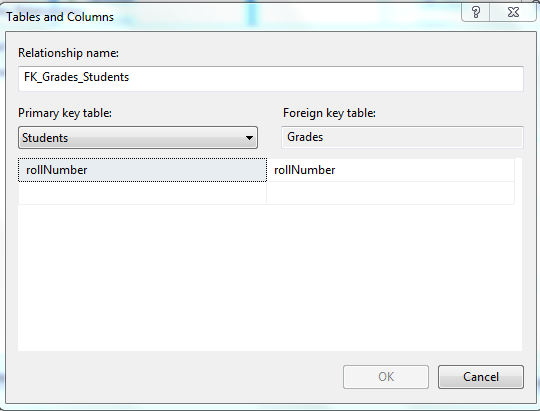 Tables and Columns
Relationship name:
FK_Grades_Students
Primary key table: Foreign key table:
Students Grades
rollNumber rollNumber
OK Cancel